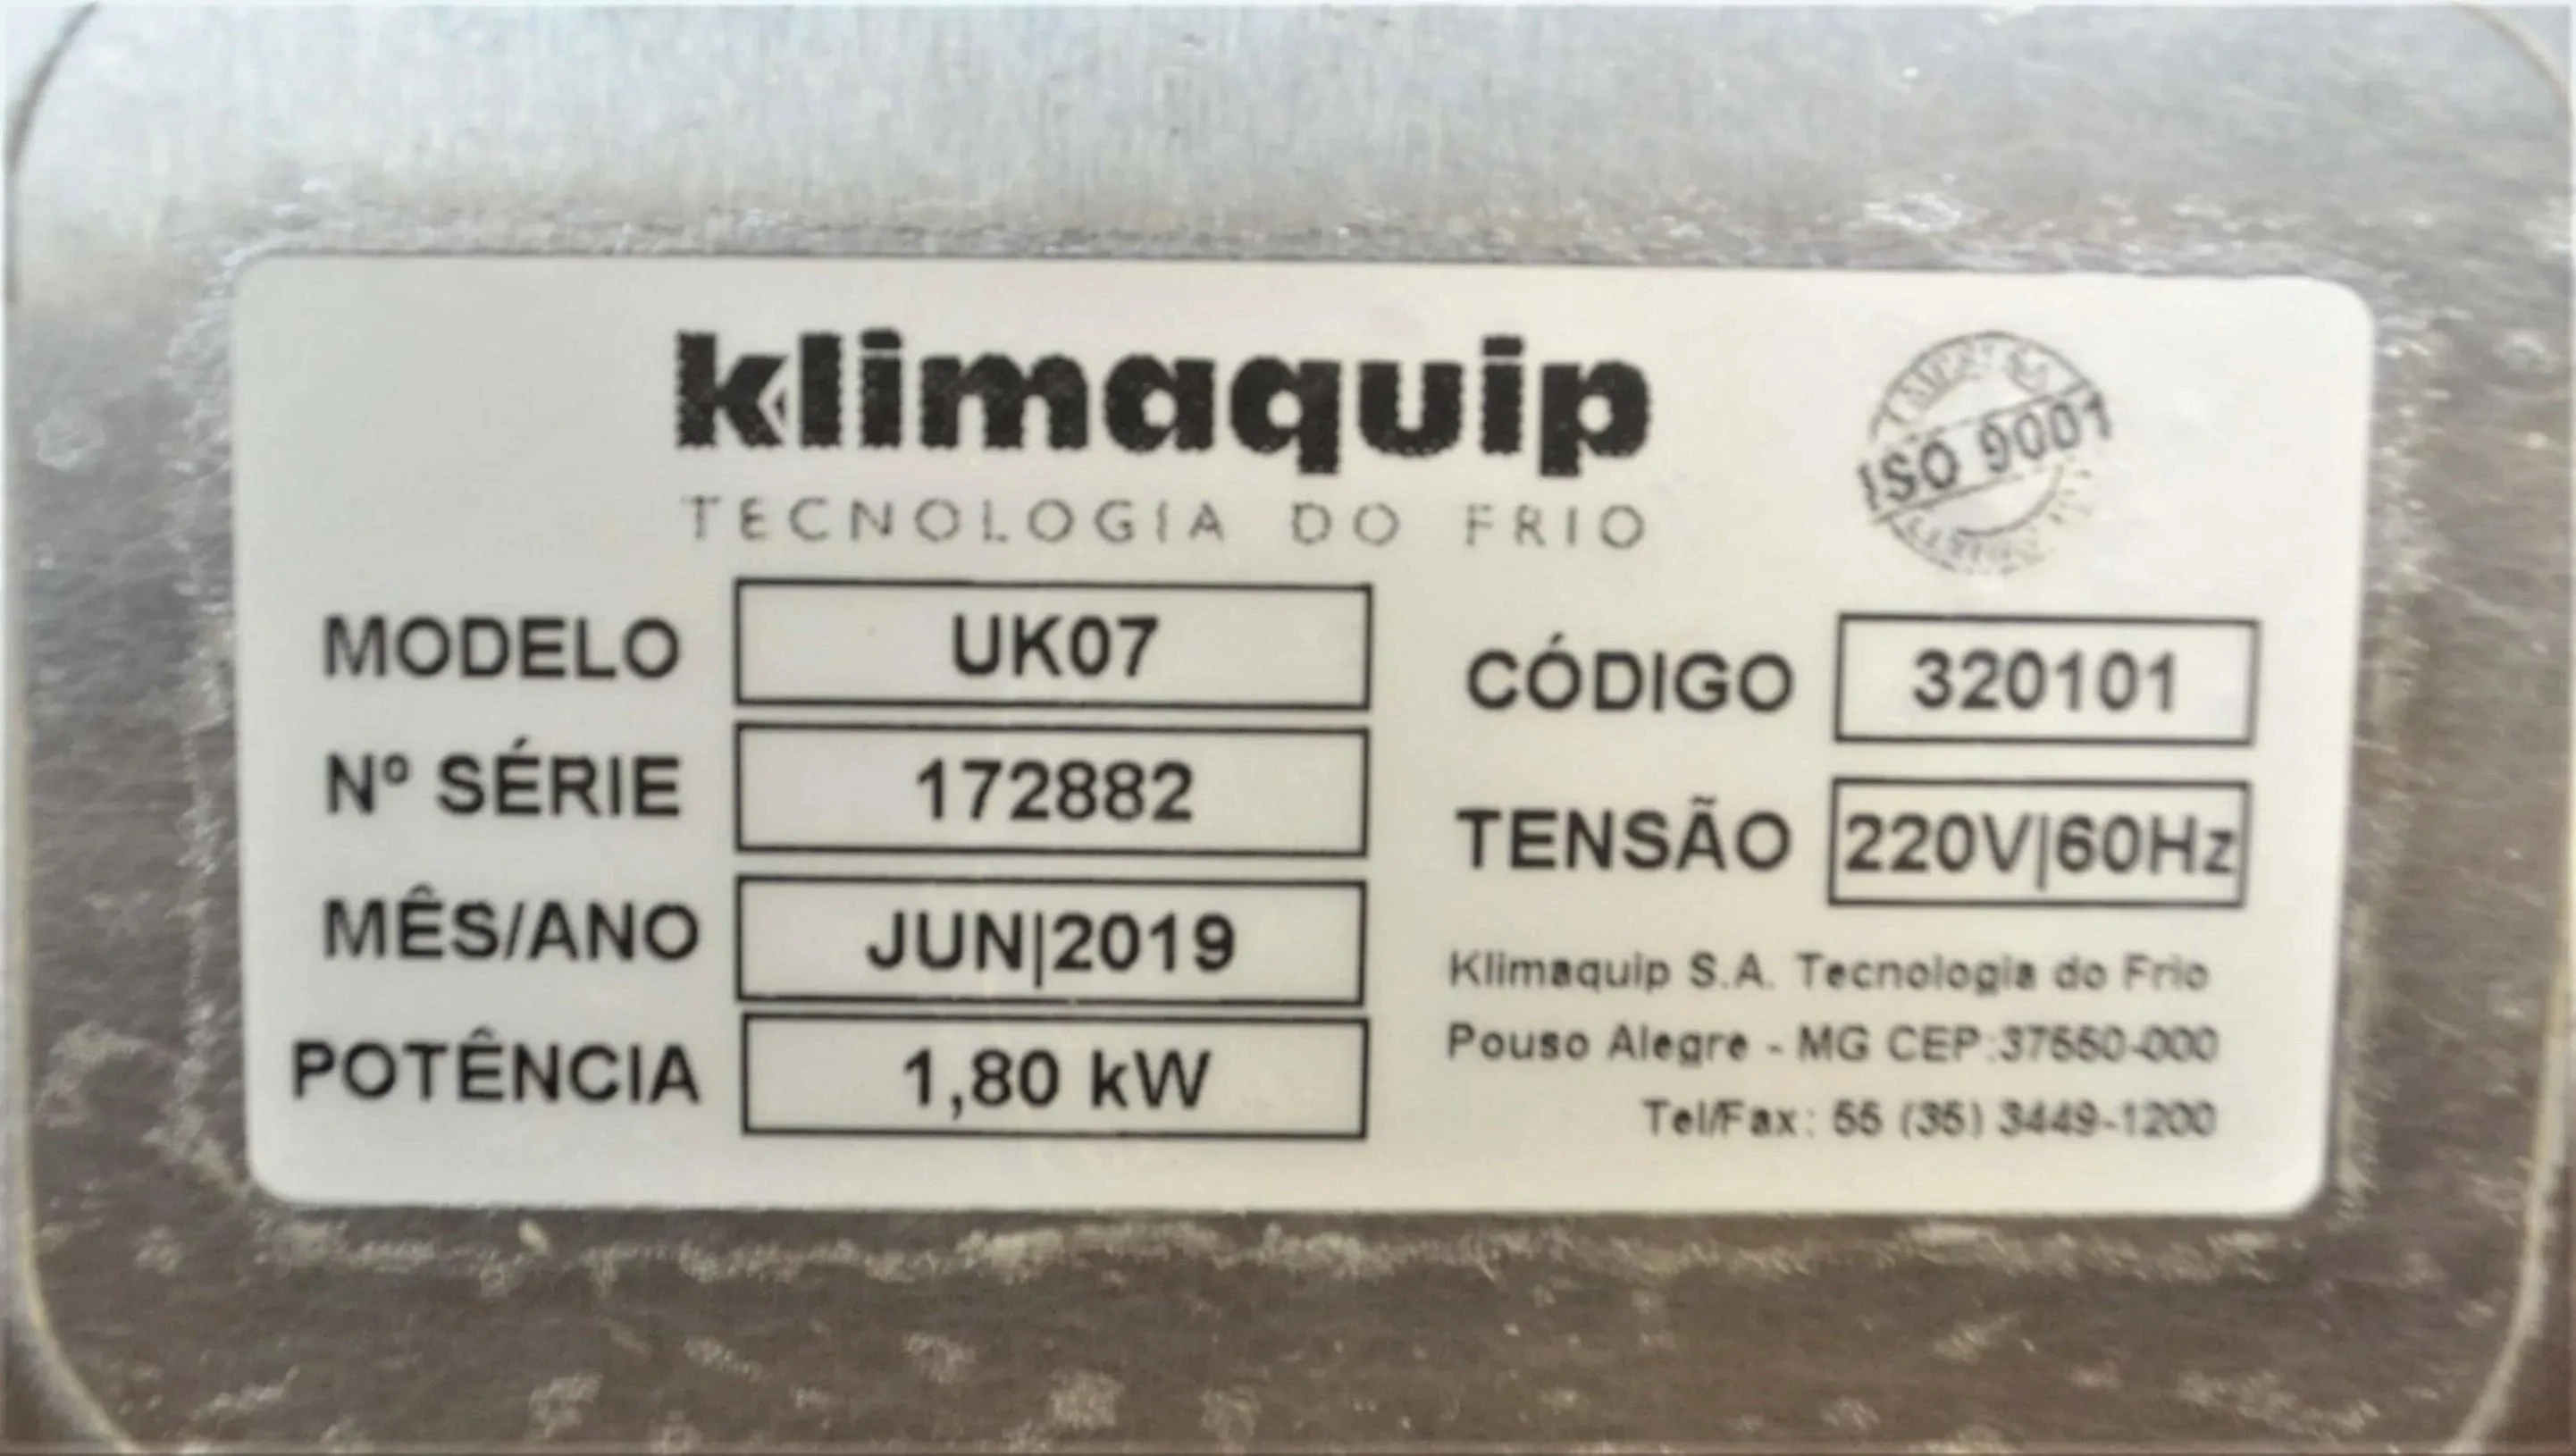 klimaquip
TECNOLOGIA DO FRIO
ISO 9001
MODELO UK07
Nº SÉRIE 172882
MÊS/ANO JUN|2019
POTÊNCIA 1,80 kW
CÓDIGO 320101
TENSÃO 220V|60Hz
Klimaquip S.A. Tecnologia do Frio
Pouso Alegre - MG CEP:37550-000
Tel/Fax: 55 (35) 3449-1200